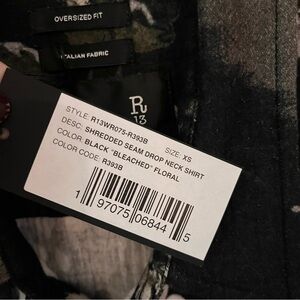 OVERSIZED FIT
ITALIAN FABRIC
R
13
STYLE: R13WR075-R393B
SIZE: XS
DESC: SHREDDED SEAM DROP NECK SHIRT
COLOR: BLACK "BLEACHED" FLORAL
COLOR CODE: R393B
1 97075 06844 5